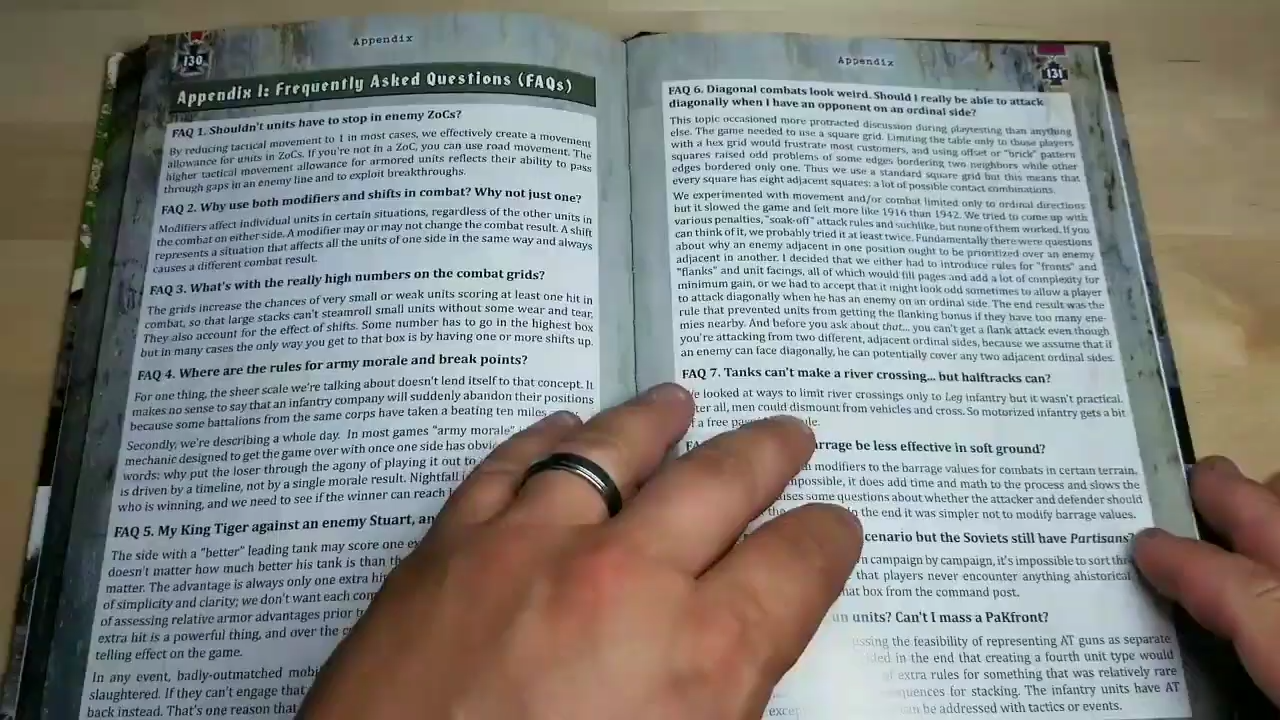 130
Appendix
Appendix I: Frequently Asked Questions (FAQs)
FAQ 1. Shouldn't units have to stop in enemy ZoCs?
By reducing tactical movement to 1 in most cases, we effectively create a movement
allowance for units in ZoCs. If you're not in a ZoC, you can use road movement. The
higher tactical movement allowance for armored units reflects their ability to pass
through gaps in an enemy line and to exploit breakthroughs.
FAQ 2. Why use both modifiers and shifts in combat? Why not just one?
Modifiers affect individual units in certain situations, regardless of the other units in
the combat on either side. A modifier may or may not change the combat result. A shift
represents a situation that affects all the units of one side in the same way and always
causes a different combat result.
FAQ 3. What's with the really high numbers on the combat grids?
The grids increase the chances of very small or weak units scoring at least one hit in
combat, so that large stacks can't steamroll small units without some wear and tear.
They also account for the effect of shifts. Some number has to go in the highest box
but in many cases the only way you get to that box is by having one or more shifts up.
FAQ 4. Where are the rules for army morale and break points?
For one thing, the sheer scale we're talking about doesn't lend itself to that concept. It
makes no sense to say that an infantry company will suddenly abandon their positions
because some battalions from the same corps have taken a beating ten miles
Secondly, we're describing a whole day. In most games "army morale"
mechanic designed to get the game over with once one side has
words: why put the loser through the agony of playing it out to
is driven by a timeline, not by a single morale result. Nightfall
who is winning, and we need to see if the winner can reach
FAQ 5. My King Tiger against an enemy Stuart,
The side with a "better" leading tank may score one
doesn't matter how much better his tank is than
matter. The advantage is always only one extra
of simplicity and clarity; we don't want each
of assessing relative armor advantages prior
extra hit is a powerful thing, and over the
telling effect on the game.
In any event, badly-outmatched
slaughtered. If they can't engage that
back instead. That's one reason that
Appendix
131
FAQ 6. Diagonal combats look weird. Should I really be able to attack
diagonally when I have an opponent on an ordinal side?
This topic occasioned more protracted discussion during playtesting than anything
else. The game needed to use a square grid. Limiting the table only to those players
with a hex grid would frustrate most customers, and using offset or "brick" pattern
squares raised odd problems of some edges bordering two neighbors while other
edges bordered only one. Thus we use a standard square grid but this means that
every square has eight adjacent squares: a lot of possible contact combinations.
We experimented with movement and/or combat limited only to ordinal directions
but it slowed the game and felt more like 1916 than 1942. We tried to come up with
various penalties, "soak-off" attack rules and suchlike, but none of them worked. If you
can think of it, we probably tried it at least twice. Fundamentally there were questions
about why an enemy adjacent in one position ought to be prioritized over an enemy
adjacent in another. I decided that we either had to introduce rules for "fronts" and
"flanks" and unit facings, all of which would fill pages and add a lot of complexity for
minimum gain, or we had to accept that it might look odd sometimes to allow a player
to attack diagonally when he has an enemy on an ordinal side. The end result was the
rule that prevented units from getting the flanking bonus if they have too many ene-
mies nearby. And before you ask about that... you can't get a flank attack even though
you're attacking from two different, adjacent ordinal sides, because we assume that if
an enemy can face diagonally, he can potentially cover any two adjacent ordinal sides.
FAQ 7. Tanks can't make a river crossing... but halftracks can?
looked at ways to limit river crossings only to Leg infantry but it wasn't practical.
all, men could dismount from vehicles and cross. So motorized infantry gets a bit
a free
be less effective in soft ground?
modifiers to the barrage values for combats in certain terrain.
it does add time and math to the process and slows the
some questions about whether the attacker and defender should
the end it was simpler not to modify barrage values.
but the Soviets still have Partisans?
campaign by campaign, it's impossible to sort
that players never encounter anything ahistorical
box from the command post.
units? Can't I mass a PaKfront?
the feasibility of representing AT guns as separate
in the end that creating a fourth unit type would
extra rules for something that was relatively rare
for stacking. The infantry units have AT
can be addressed with tactics or events.